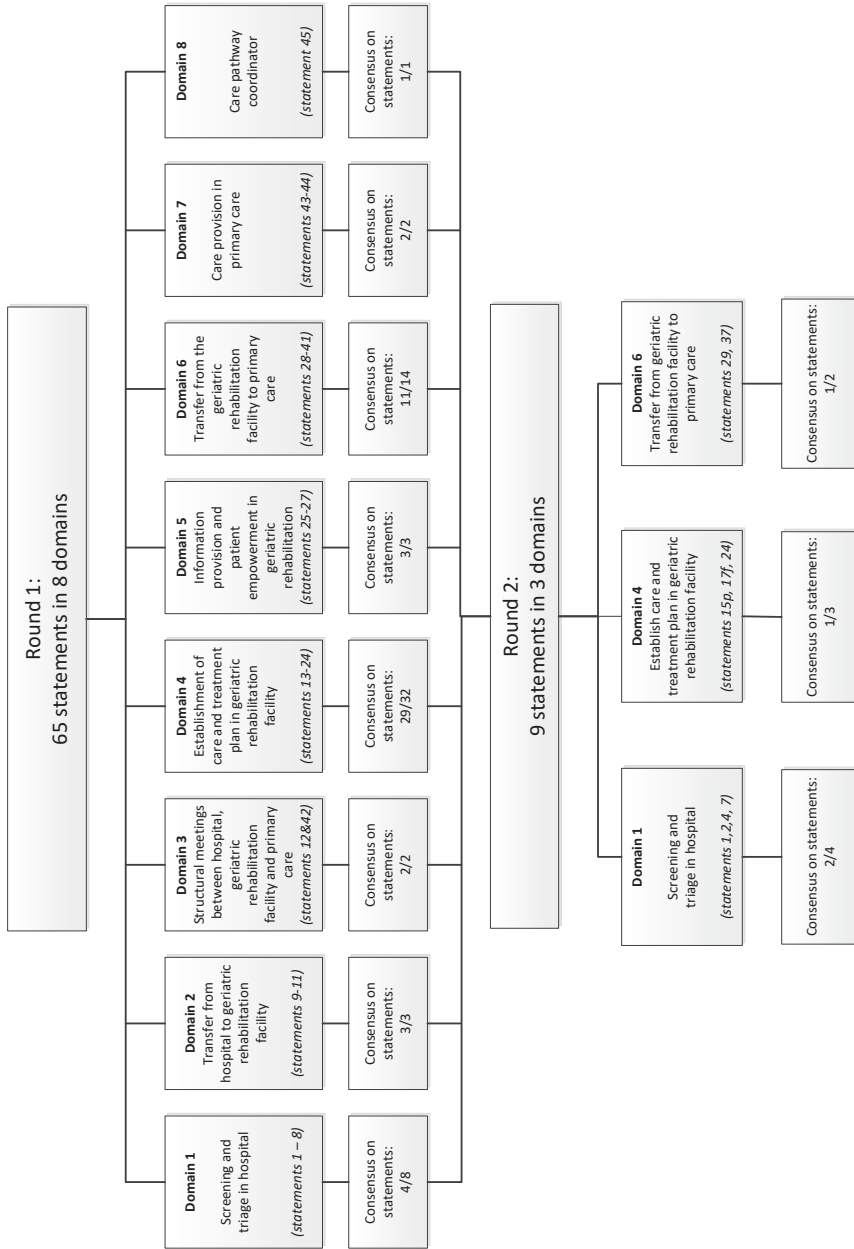 Round 1:
65 statements in 8 domains
Domain 1
Screening and
triage in hospital
(statements 1 – 8)
Consensus on
statements:
4/8
Domain 2
Transfer from
hospital to geriatric
rehabilitation
facility
(statements 9-11)
Consensus on
statements:
3/3
Domain 3
Structural meetings
between hospital,
geriatric
rehabilitation
facility and primary
care
(statements 12&42)
Consensus on
statements:
2/2
Domain 4
Establishment of
care and treatment
plan in geriatric
rehabilitation
facility
(statements 13-24)
Consensus on
statements:
29/32
Domain 5
Information
provision and
patient
empowerment in
geriatric
rehabilitation
(statements 25-27)
Consensus on
statements:
3/3
Domain 6
Transfer from the
geriatric
rehabilitation
facility to primary
care
(statements 28-41)
Consensus on
statements:
11/14
Domain 7
Care provision in
primary care
(statements 43-44)
Consensus on
statements:
2/2
Domain 8
Care pathway
coordinator
(statement 45)
Consensus on
statements:
1/1
Round 2:
9 statements in 3 domains
Domain 1
Screening and
triage in hospital
(statements 1,2,4, 7)
Consensus on statements:
2/4
Domain 4
Establish care and
treatment plan in geriatric
rehabilitation facility
(statements 15p, 17f, 24)
Consensus on statements:
1/3
Domain 6
Transfer from geriatric
rehabilitation facility to
primary care
(statements 29, 37)
Consensus on statements:
1/2